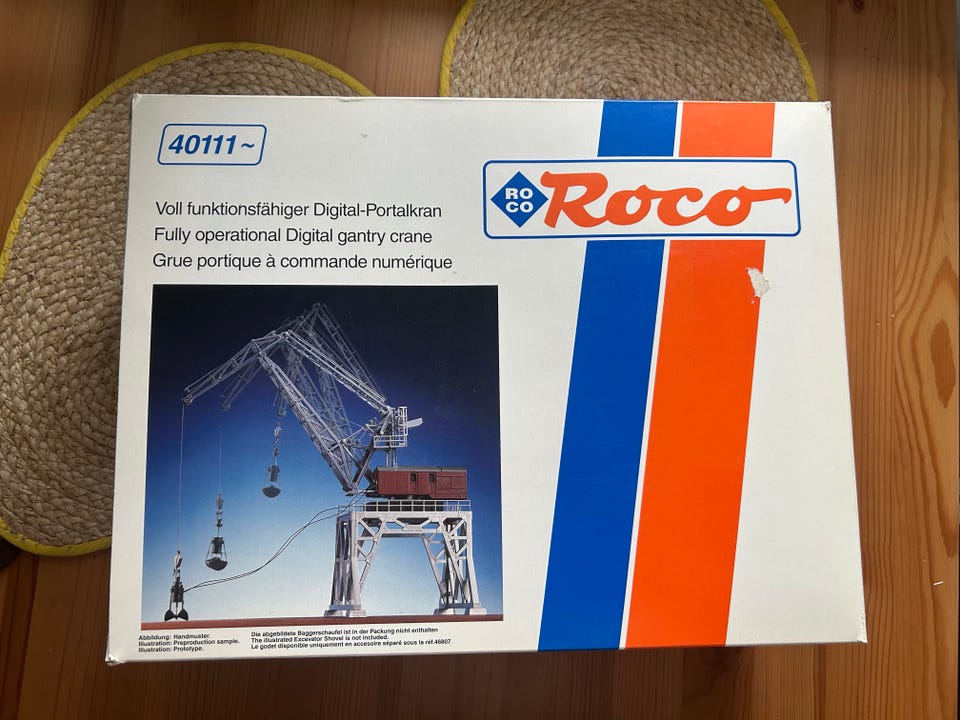 40111~
RO
CO
Roco
Voll funktionsfähiger Digital-Portalkran
Fully operational Digital gantry crane
Grue portique à commande numérique
Abbildung: Handmuster.
Illustration: Preproduction sample.
Illustration: Prototype.
Die abgebildete Baggerschaufel ist in der Packung nicht enthalten
The illustrated Excevator Shovel is not included.
Le godet disponible uniquement en accesoire séparé sous la réf.46807